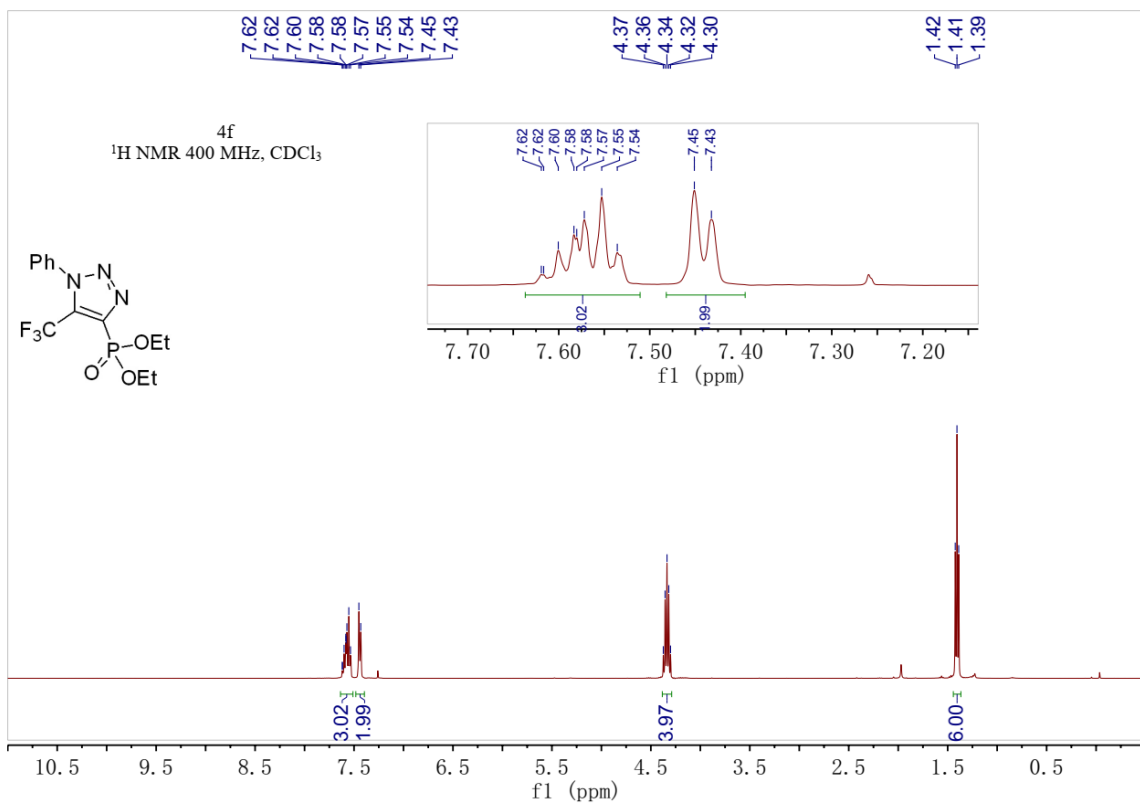 7.62
7.62
7.60
7.58
7.58
7.57
7.55
7.54
7.45
7.43
4.37
4.36
4.34
4.32
4.30
1.42
1.41
1.39
4f
¹H NMR 400 MHz, CDCl₃
7.62
7.62
7.60
7.58
7.58
7.57
7.55
7.54
7.45
7.43
3.02
1.99
7.70 7.60 7.50 7.40 7.30 7.20
f1 (ppm)
Ph
N
N
N
F₃C
P
OEt
O
OEt
3.02
1.99
3.97
6.00
10.5 9.5 8.5 7.5 6.5 5.5 4.5 3.5 2.5 1.5 0.5
f1 (ppm)